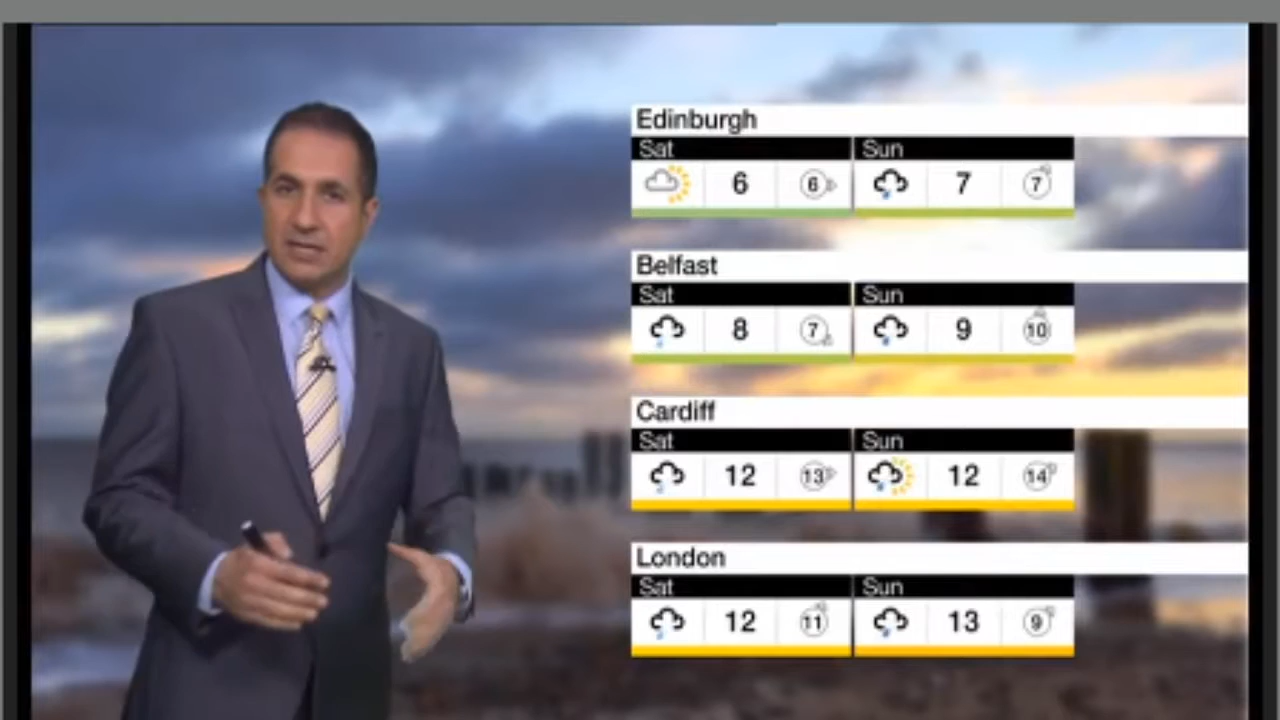 Edinburgh
Sat Sun
6 6 7 7
Belfast
Sat Sun
8 7 9 10
Cardiff
Sat Sun
12 13 12 14
London
Sat Sun
12 11 13 9